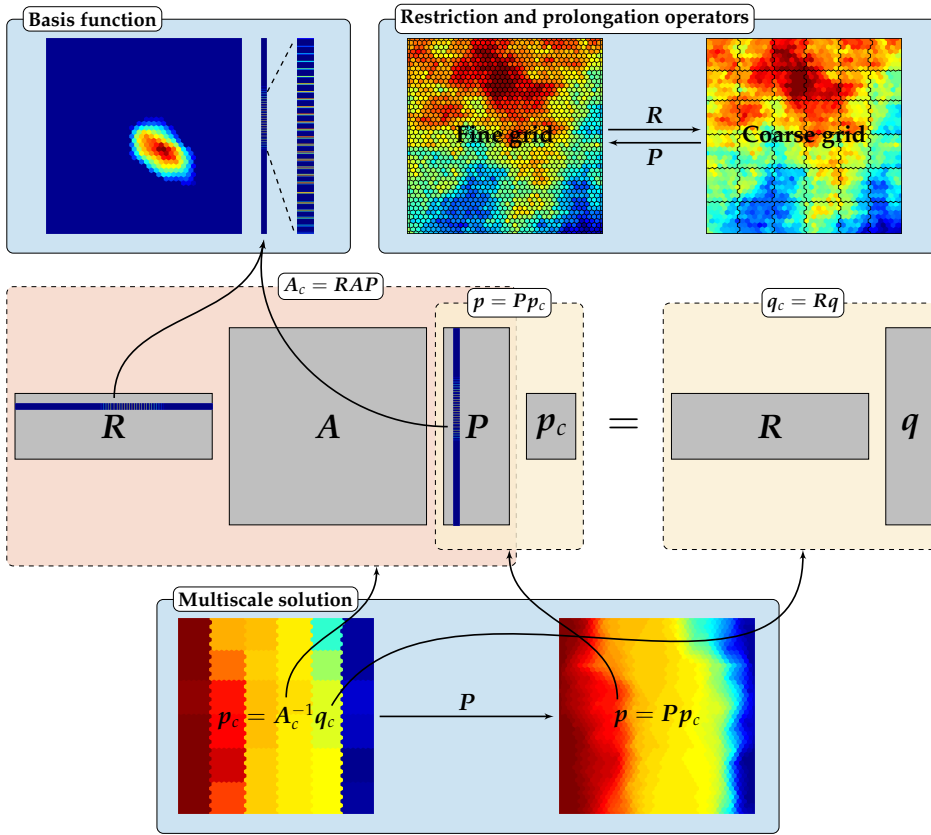 Basis function
Restriction and prolongation operators
Fine grid
R
P
Coarse grid
A_c = RAP
p = Pp_c
q_c = Rq
R
A
P
p_c
=
R
q
Multiscale solution
p_c = A_c^{-1} q_c
P
p = Pp_c